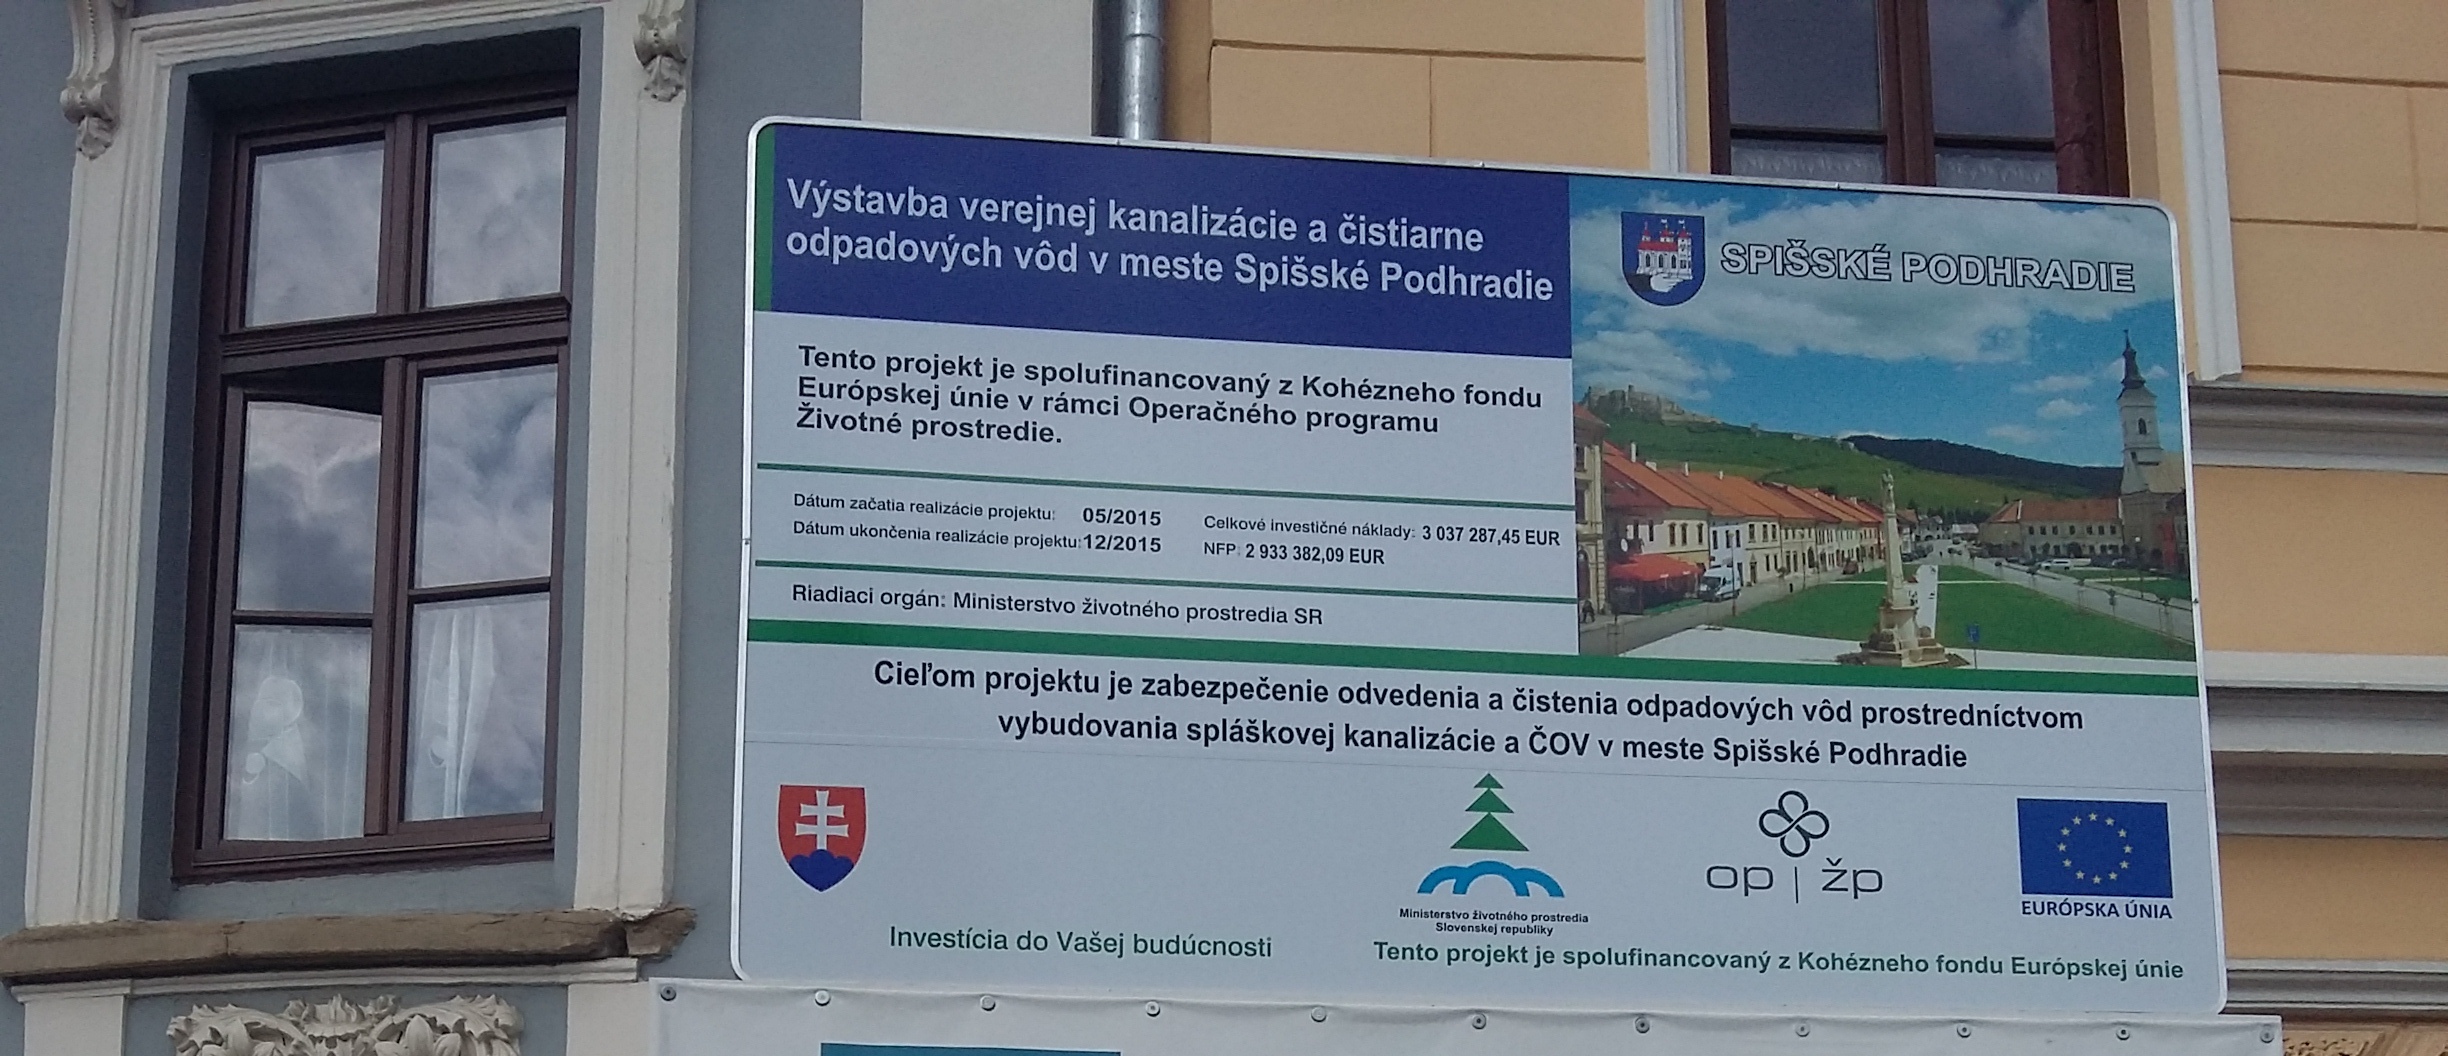 Výstavba verejnej kanalizácie a čistiarne
odpadových vôd v meste Spišské Podhradie
SPIŠSKÉ PODHRADIE
Tento projekt je spolufinancovaný z Kohézneho fondu
Európskej únie v rámci Operačného programu
Životné prostredie.
Dátum začatia realizácie projektu: 05/2015
Dátum ukončenia realizácie projektu: 12/2015
Celkové investičné náklady: 3 037 287,45 EUR
NFP: 2 933 382,09 EUR
Riadiaci orgán: Ministerstvo životného prostredia SR
Cieľom projektu je zabezpečenie odvedenia a čistenia odpadových vôd prostredníctvom
vybudovania spláškovej kanalizácie a ČOV v meste Spišské Podhradie
Ministerstvo životného prostredia
Slovenskej republiky
op | žp
EURÓPSKA ÚNIA
Investícia do Vašej budúcnosti
Tento projekt je spolufinancovaný z Kohézneho fondu Európskej únie